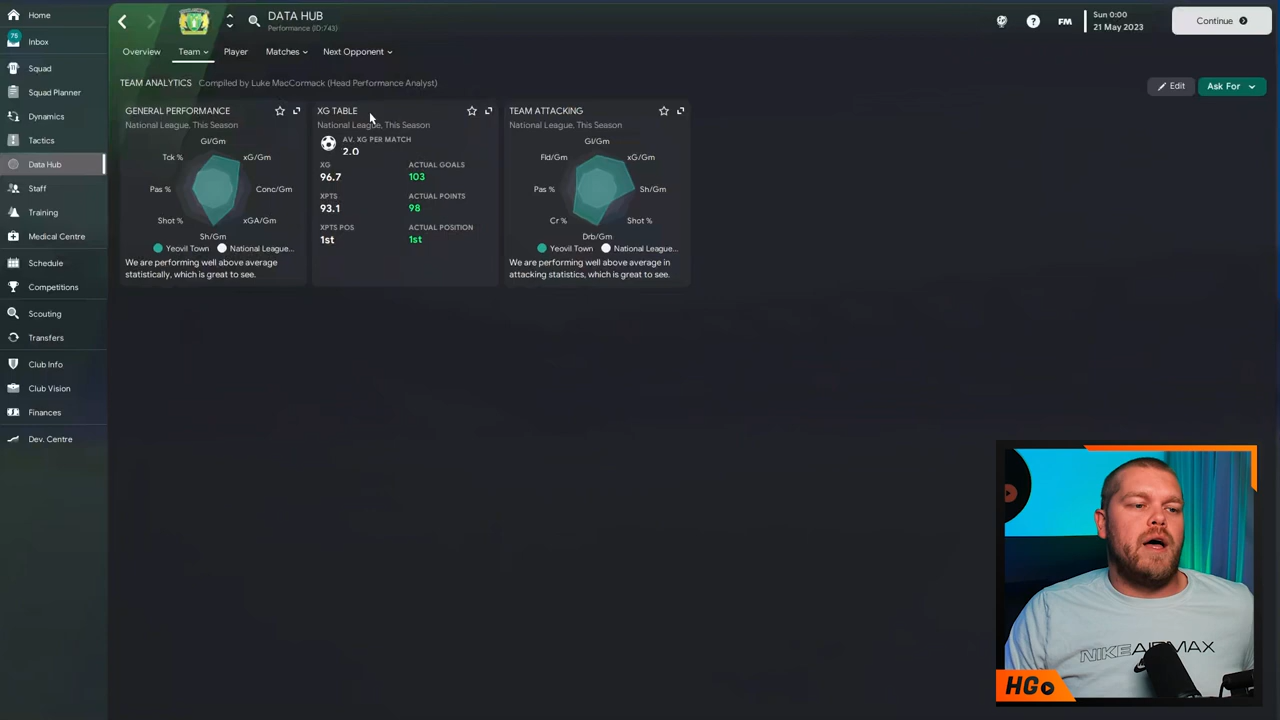 Home
75
Inbox
Squad
Squad Planner
Dynamics
Tactics
Data Hub
Staff
Training
Medical Centre
Schedule
Competitions
Scouting
Transfers
Club Info
Club Vision
Finances
Dev. Centre
DATA HUB
Performance (ID:743)
FM
Sun 0:00
21 May 2023
Continue
Overview
Team
Player
Matches
Next Opponent
TEAM ANALYTICS
Compiled by Luke MacCormack (Head Performance Analyst)
Edit
Ask For
GENERAL PERFORMANCE
National League, This Season
Gl/Gm
Tck %
xG/Gm
Pas %
Conc/Gm
Shot %
xGA/Gm
Sh/Gm
Yeovil Town
National League...
We are performing well above average
statistically, which is great to see.
XG TABLE
National League, This Season
AV. XG PER MATCH
2.0
XG
ACTUAL GOALS
96.7
103
XPTS
ACTUAL POINTS
93.1
98
XPTS POS
ACTUAL POSITION
1st
1st
TEAM ATTACKING
National League, This Season
Gl/Gm
Fld/Gm
xG/Gm
Pas %
Sh/Gm
Cr %
Shot %
Drb/Gm
Yeovil Town
National League...
We are performing well above average in
attacking statistics, which is great to see.
NIKE AIR MAX
HG